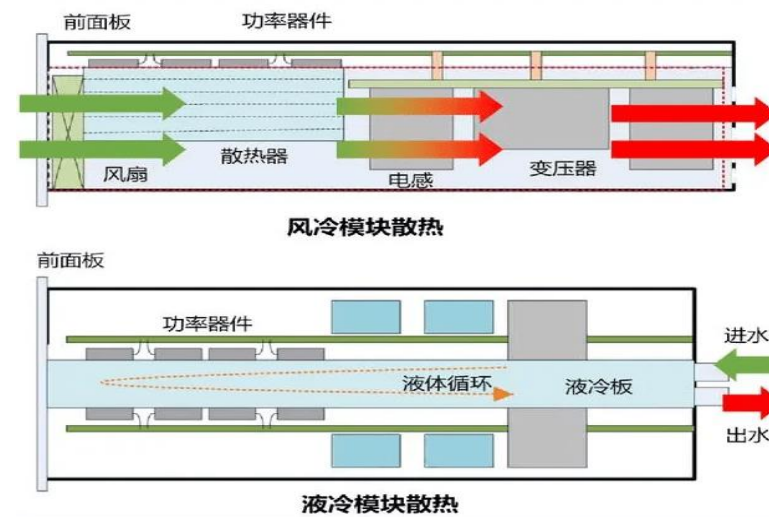 前面板
功率器件
散热器
风扇
电感
变压器
风冷模块散热
前面板
功率器件
进水
液体循环
液冷板
出水
液冷模块散热